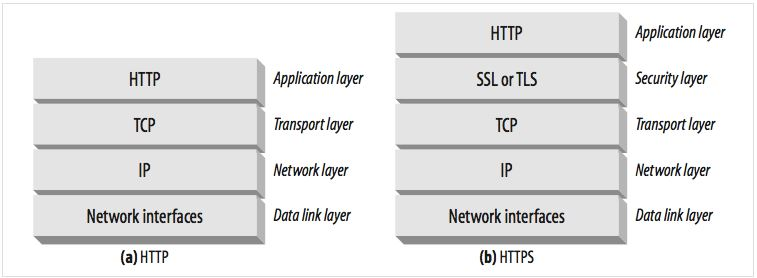 HTTP Application layer
TCP Transport layer
IP Network layer
Network interfaces Data link layer
(a) HTTP
HTTP Application layer
SSL or TLS Security layer
TCP Transport layer
IP Network layer
Network interfaces Data link layer
(b) HTTPS